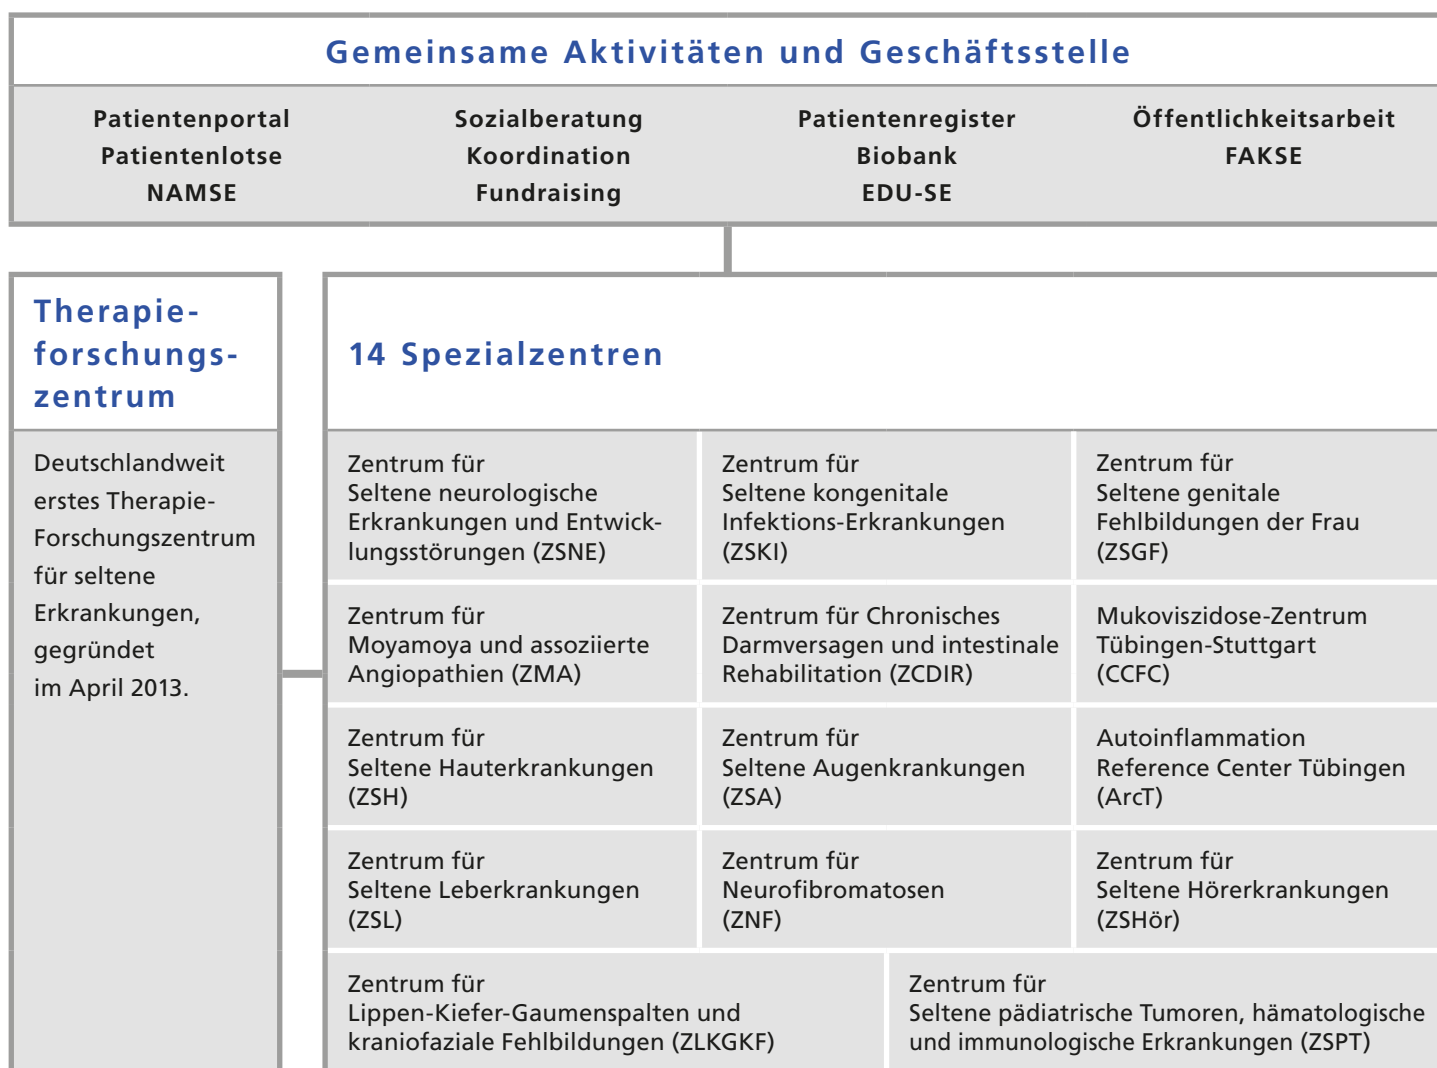 Gemeinsame Aktivitäten und Geschäftsstelle
Patientenportal
Patientenlotse
NAMSE
Sozialberatung
Koordination
Fundraising
Patientenregister
Biobank
EDU-SE
Öffentlichkeitsarbeit
FAKSE
Therapie-
forschungs-
zentrum
Deutschlandweit
erstes Therapie-
Forschungszentrum
für seltene
Erkrankungen,
gegründet
im April 2013.
14 Spezialzentren
Zentrum für
Seltene neurologische
Erkrankungen und Entwick-
lungsstörungen (ZSNE)
Zentrum für
Seltene kongenitale
Infektions-Erkrankungen
(ZSKI)
Zentrum für
Seltene genitale
Fehlbildungen der Frau
(ZSGF)
Zentrum für
Moyamoya und assoziierte
Angiopathien (ZMA)
Zentrum für Chronisches
Darmversagen und intestinale
Rehabilitation (ZCDIR)
Mukoviszidose-Zentrum
Tübingen-Stuttgart
(CCFC)
Zentrum für
Seltene Hauterkrankungen
(ZSH)
Zentrum für
Seltene Augenkrankungen
(ZSA)
Autoinflammation
Reference Center Tübingen
(ArcT)
Zentrum für
Seltene Leberkrankungen
(ZSL)
Zentrum für
Neurofibromatosen
(ZNF)
Zentrum für
Seltene Hörerkrankungen
(ZSHör)
Zentrum für
Lippen-Kiefer-Gaumenspalten und
kraniofaziale Fehlbildungen (ZLKGKF)
Zentrum für
Seltene pädiatrische Tumoren, hämatologische
und immunologische Erkrankungen (ZSPT)